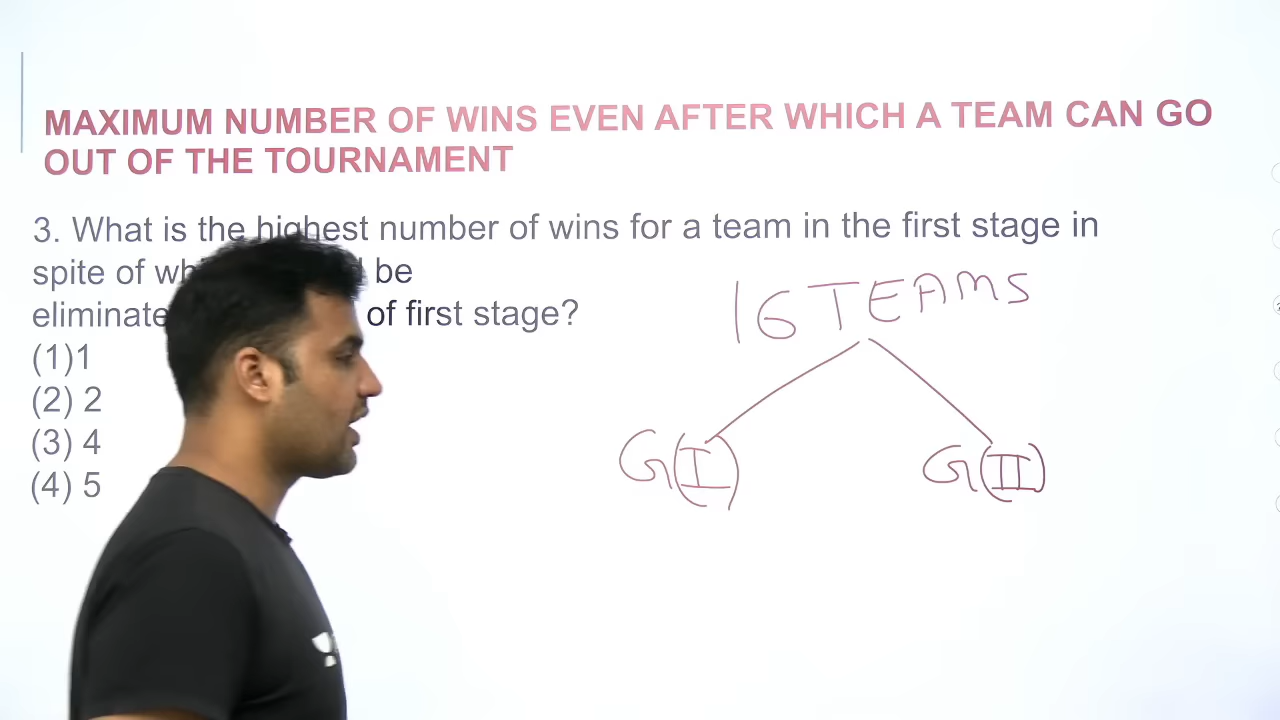 MAXIMUM NUMBER OF WINS EVEN AFTER WHICH A TEAM CAN GO
OUT OF THE TOURNAMENT
3. What is the highest number of wins for a team in the first stage in
spite of be
of first stage?
(1)1
(2) 2
(3) 4
(4) 5
16 TEAMS
G(I) G(II)